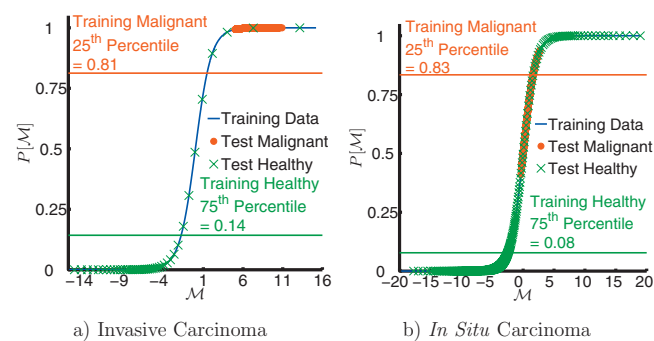 Training Malignant
25th Percentile
= 0.81
1
0.75
0.5
0.25
0
P[M]
Training Data
Test Malignant
Test Healthy
Training Healthy
75th Percentile
= 0.14
−14 −9 −4 1 6 11 16
M
a) Invasive Carcinoma
Training Malignant
25th Percentile
= 0.83
1
0.75
0.5
0.25
0
P[M]
Training Data
Test Malignant
Test Healthy
Training Healthy
75th Percentile
= 0.08
−20 −15 −10 −5 0 5 10 15 20
M
b) In Situ Carcinoma